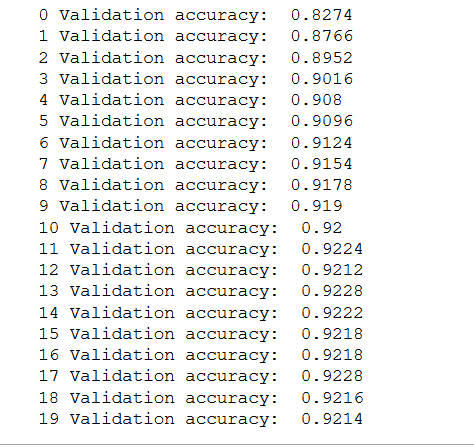 0 Validation accuracy: 0.8274
1 Validation accuracy: 0.8766
2 Validation accuracy: 0.8952
3 Validation accuracy: 0.9016
4 Validation accuracy: 0.908
5 Validation accuracy: 0.9096
6 Validation accuracy: 0.9124
7 Validation accuracy: 0.9154
8 Validation accuracy: 0.9178
9 Validation accuracy: 0.919
10 Validation accuracy: 0.92
11 Validation accuracy: 0.9224
12 Validation accuracy: 0.9212
13 Validation accuracy: 0.9228
14 Validation accuracy: 0.9222
15 Validation accuracy: 0.9218
16 Validation accuracy: 0.9218
17 Validation accuracy: 0.9228
18 Validation accuracy: 0.9216
19 Validation accuracy: 0.9214